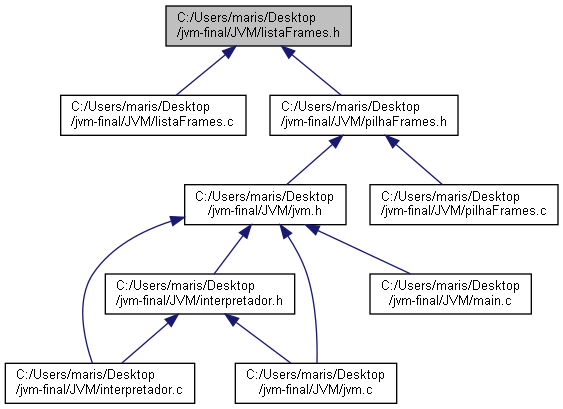 C:/Users/maris/Desktop
/jvm-final/JVM/listaFrames.h
C:/Users/maris/Desktop
/jvm-final/JVM/listaFrames.c
C:/Users/maris/Desktop
/jvm-final/JVM/pilhaFrames.h
C:/Users/maris/Desktop
/jvm-final/JVM/jvm.h
C:/Users/maris/Desktop
/jvm-final/JVM/pilhaFrames.c
C:/Users/maris/Desktop
/jvm-final/JVM/interpretador.h
C:/Users/maris/Desktop
/jvm-final/JVM/main.c
C:/Users/maris/Desktop
/jvm-final/JVM/interpretador.c
C:/Users/maris/Desktop
/jvm-final/JVM/jvm.c